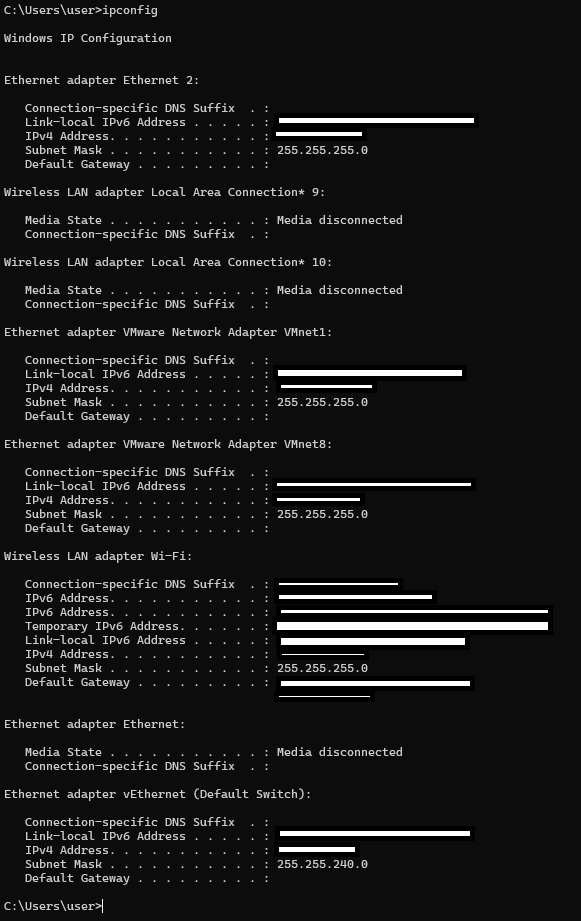 C:\Users\user>ipconfig
Windows IP Configuration
Ethernet adapter Ethernet 2:
Connection-specific DNS Suffix  . :
Link-local IPv6 Address . . . . . :
IPv4 Address. . . . . . . . . . . :
Subnet Mask . . . . . . . . . . . : 255.255.255.0
Default Gateway . . . . . . . . . :
Wireless LAN adapter Local Area Connection* 9:
Media State . . . . . . . . . . . : Media disconnected
Connection-specific DNS Suffix  . :
Wireless LAN adapter Local Area Connection* 10:
Media State . . . . . . . . . . . : Media disconnected
Connection-specific DNS Suffix  . :
Ethernet adapter VMware Network Adapter VMnet1:
Connection-specific DNS Suffix  . :
Link-local IPv6 Address . . . . . :
IPv4 Address. . . . . . . . . . . :
Subnet Mask . . . . . . . . . . . : 255.255.255.0
Default Gateway . . . . . . . . . :
Ethernet adapter VMware Network Adapter VMnet8:
Connection-specific DNS Suffix  . :
Link-local IPv6 Address . . . . . :
IPv4 Address. . . . . . . . . . . :
Subnet Mask . . . . . . . . . . . : 255.255.255.0
Default Gateway . . . . . . . . . :
Wireless LAN adapter Wi-Fi:
Connection-specific DNS Suffix  . :
IPv6 Address. . . . . . . . . . . :
IPv6 Address. . . . . . . . . . . :
Temporary IPv6 Address. . . . . . :
Link-local IPv6 Address . . . . . :
IPv4 Address. . . . . . . . . . . :
Subnet Mask . . . . . . . . . . . : 255.255.255.0
Default Gateway . . . . . . . . . :
Ethernet adapter Ethernet:
Media State . . . . . . . . . . . : Media disconnected
Connection-specific DNS Suffix  . :
Ethernet adapter vEthernet (Default Switch):
Connection-specific DNS Suffix  . :
Link-local IPv6 Address . . . . . :
IPv4 Address. . . . . . . . . . . :
Subnet Mask . . . . . . . . . . . : 255.255.240.0
Default Gateway . . . . . . . . . :
C:\Users\user>